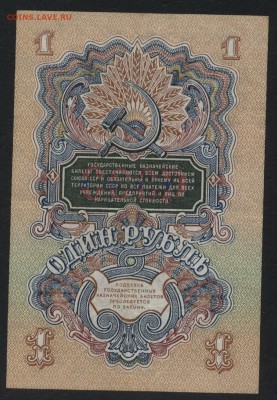 COINS.LAVE.RU
1 1
ГОСУДАРСТВЕННЫЕ КАЗНАЧЕЙСКИЕ
БИЛЕТЫ ОБЕСПЕЧИВАЮТСЯ ВСЕМ ДОСТОЯНИЕМ
СОЮЗА ССР И ОБЯЗАТЕЛЬНЫ К ПРИЕМУ НА ВСЕЙ
ТЕРРИТОРИИ СССР ВО ВСЕ ПЛАТЕЖИ ДЛЯ ВСЕХ
УЧРЕЖДЕНИЙ, ПРЕДПРИЯТИЙ И ЛИЦ ПО
НАРИЦАТЕЛЬНОЙ СТОИМОСТИ.
ОДИН РУБЛЬ
ПОДДЕЛКА
ГОСУДАРСТВЕННЫХ
КАЗНАЧЕЙСКИХ БИЛЕТОВ
ПРЕСЛЕДУЕТСЯ
ПО ЗАКОНУ.
1 1